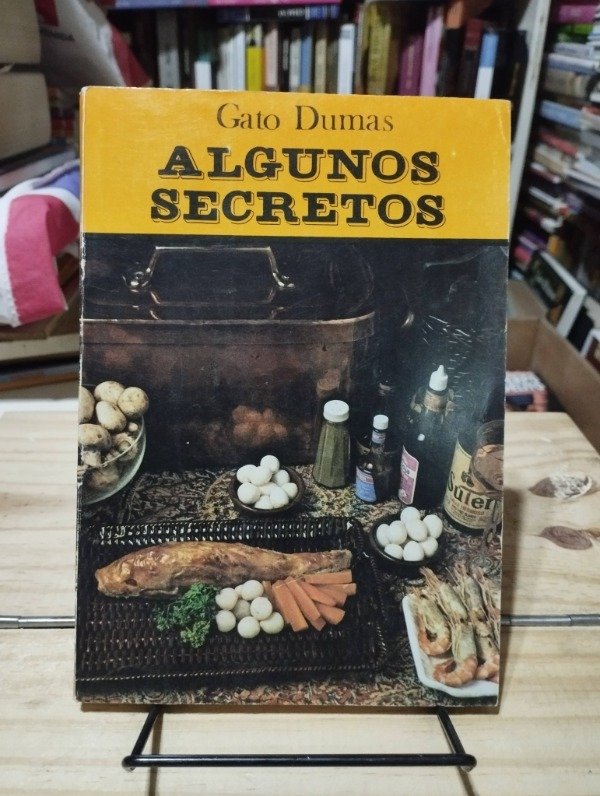 Gato Dumas
ALGUNOS
SECRETOS